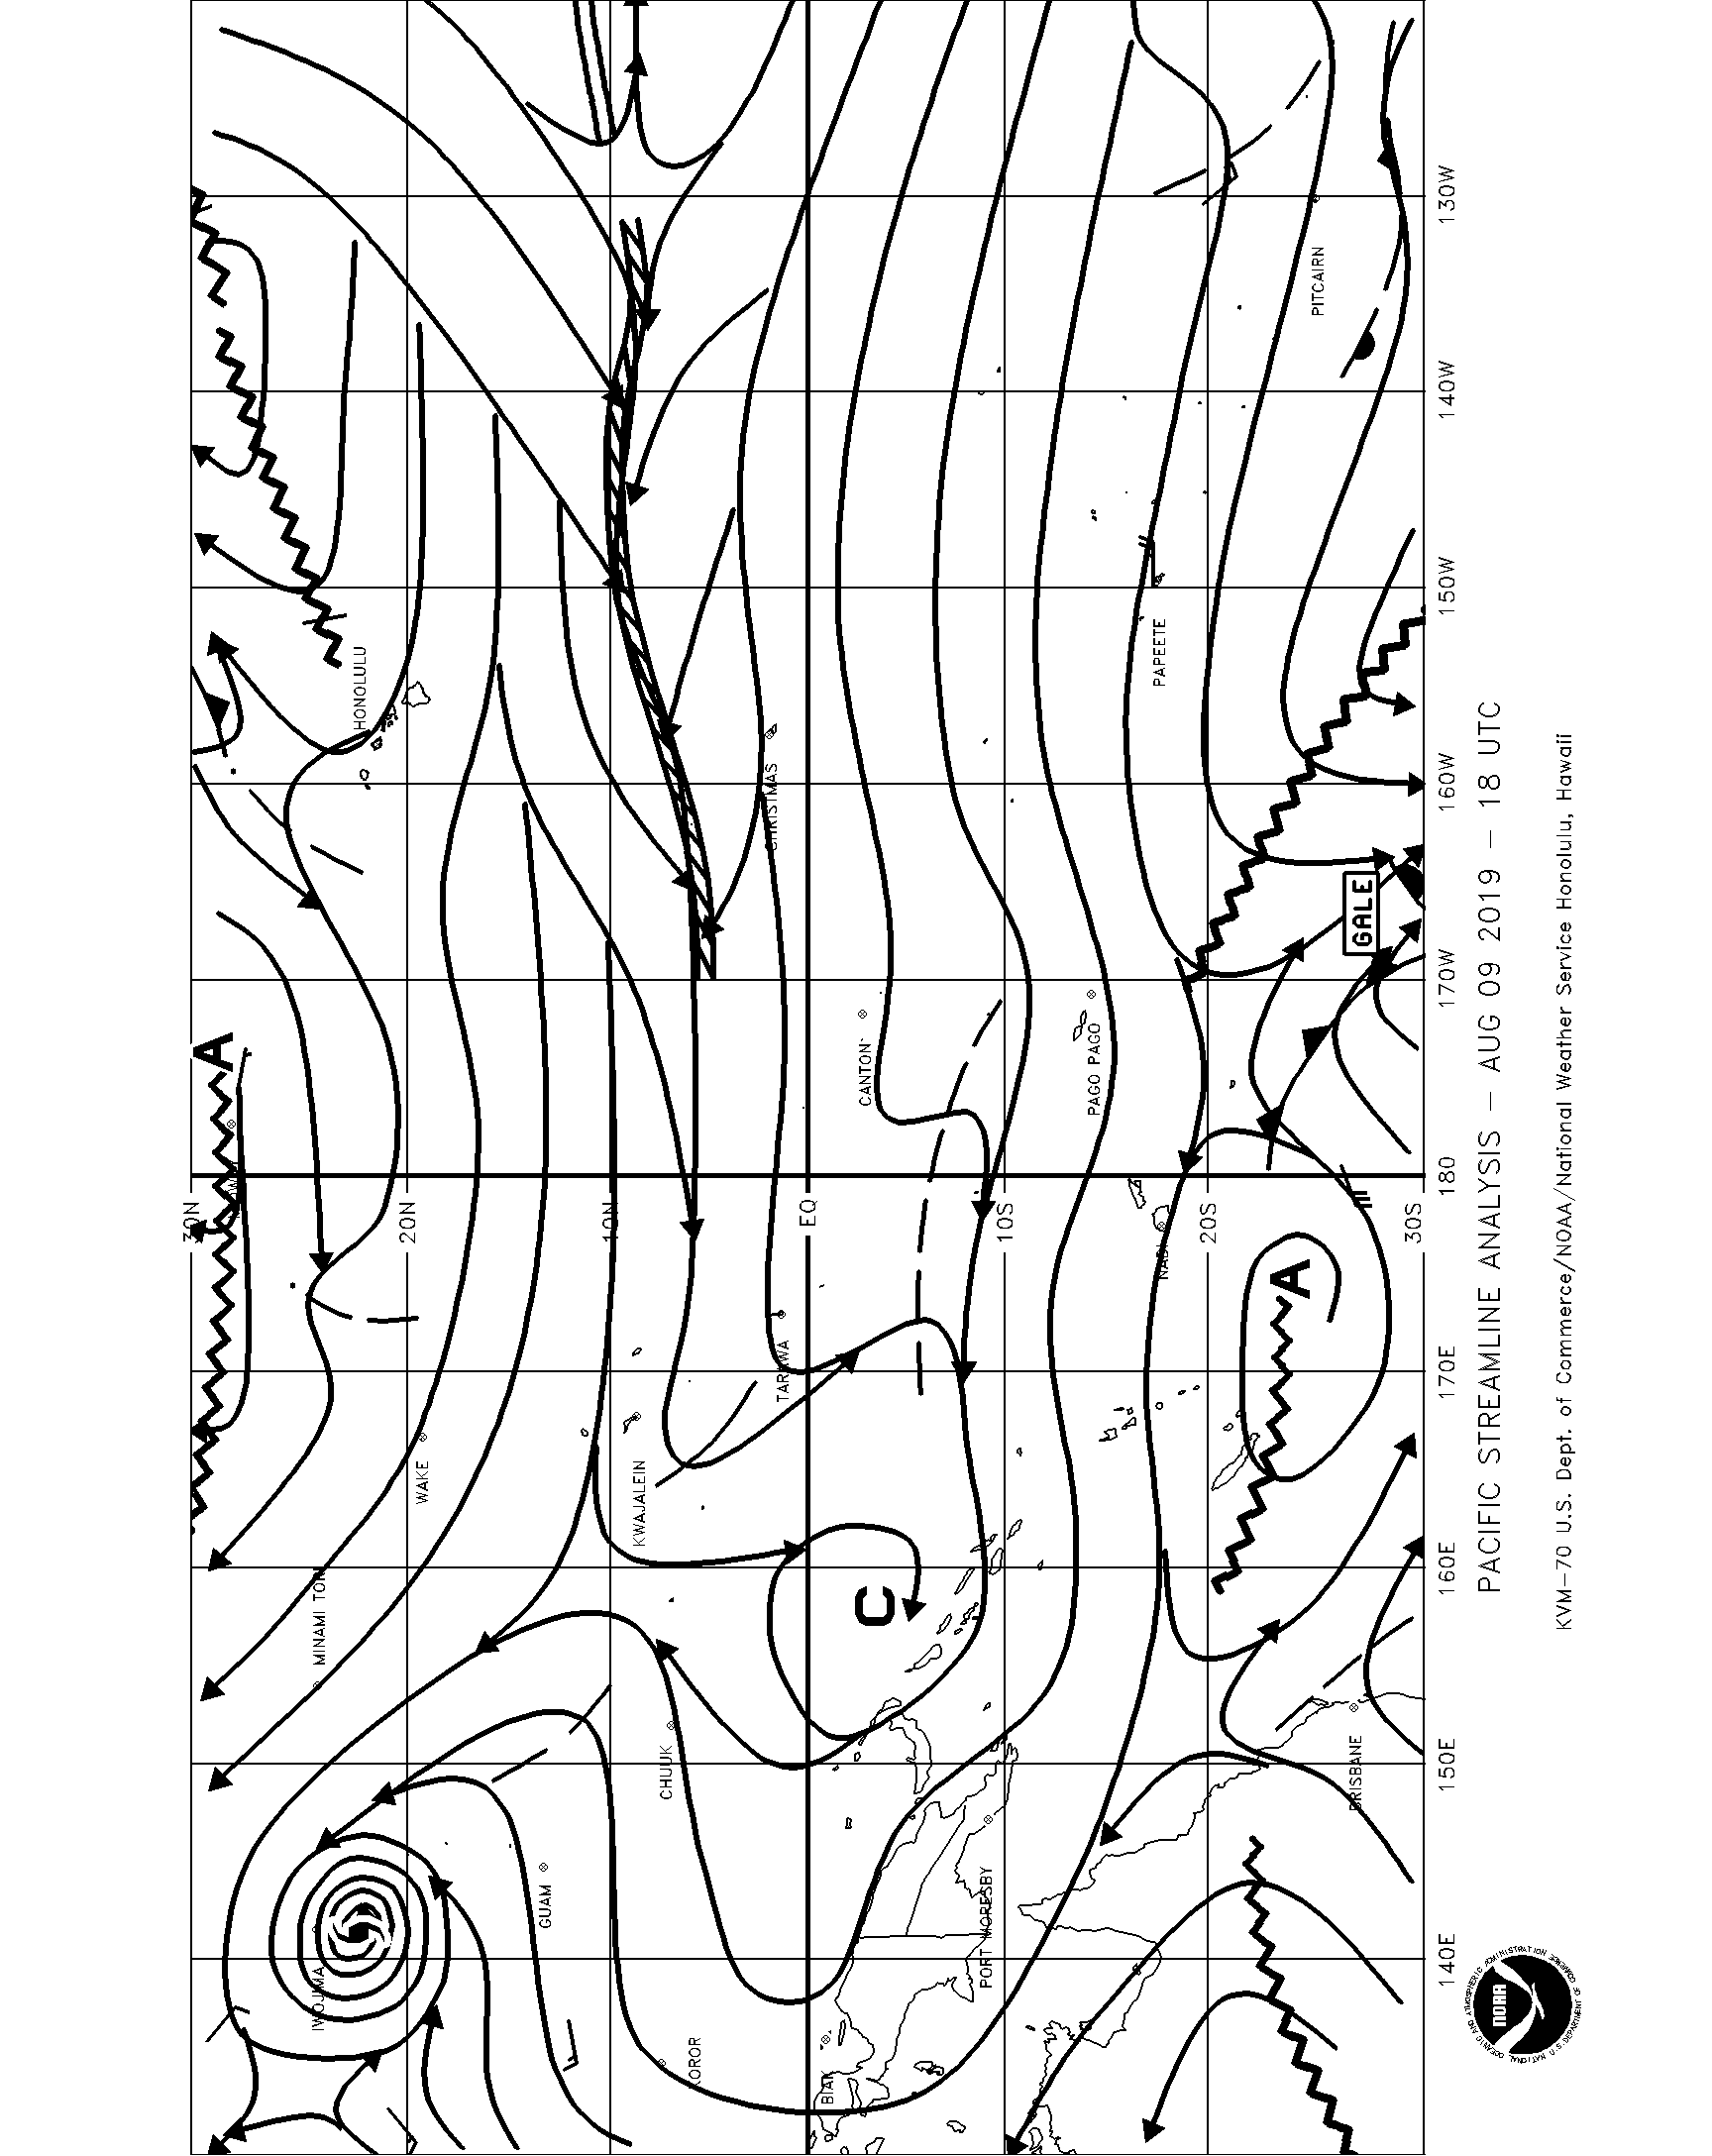 30N
20N
10N
EQ
10S
20S
30S
130W
140W
150W
160W
170W
180
170E
160E
150E
140E
PITCAIRN
HONOLULU
PAPEETE
CHRISTMAS
GALE
A
CANTON
PAGO PAGO
NADI
A
TARAWA
WAKE
KWAJALEIN
MINAMI TORI
C
CHUUK
BRISBANE
GUAM
PORT MORESBY
IWOJIMA
KOROR
BIAK
PACIFIC STREAMLINE ANALYSIS - AUG 09 2019 - 18 UTC
KVM-70 U.S. Dept. of Commerce/NOAA/National Weather Service Honolulu, Hawaii
NATIONAL OCEANIC AND ATMOSPHERIC ADMINISTRATION
NOAA
U.S. DEPARTMENT OF COMMERCE